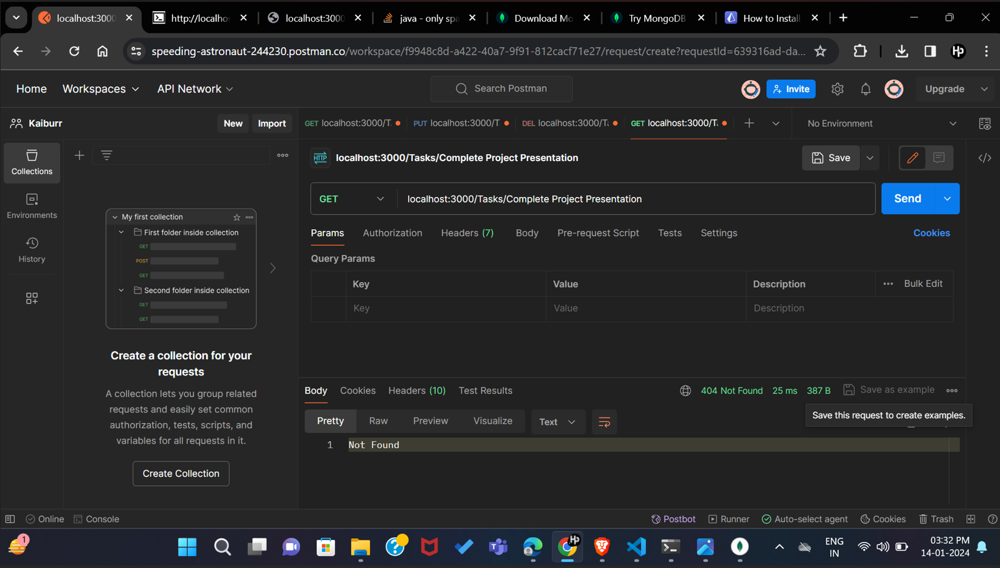 localhost:3000
http://localhos
localhost:3000
java - only spa
Download Mo
Try MongoDB
How to Install
speeding-astronaut-244230.postman.co/workspace/f9948c8d-a422-40a7-9f91-812cacf71e27/request/create?requestId=639316ad-da...
Hp
Home
Workspaces
API Network
Search Postman
Invite
Upgrade
Kaiburr
New
Import
GET localhost:3000/T
PUT localhost:3000/T
DEL localhost:3000/T
GET localhost:3000/T
No Environment
Collections
Environments
History
My first collection
First folder inside collection
GET
POST
GET
Second folder inside collection
GET
GET
Create a collection for your
requests
A collection lets you group related
requests and easily set common
authorization, tests, scripts, and
variables for all requests in it.
Create Collection
HTTP
localhost:3000/Tasks/Complete Project Presentation
Save
GET
localhost:3000/Tasks/Complete Project Presentation
Send
Params
Authorization
Headers (7)
Body
Pre-request Script
Tests
Settings
Cookies
Query Params
Key
Value
Description
Bulk Edit
Key
Value
Description
Body
Cookies
Headers (10)
Test Results
404 Not Found
25 ms
387 B
Save as example
Save this request to create examples.
Pretty
Raw
Preview
Visualize
Text
1
Not Found
Online
Console
Postbot
Runner
Auto-select agent
Cookies
Trash
1
Hp
ENG
IN
03:32 PM
14-01-2024